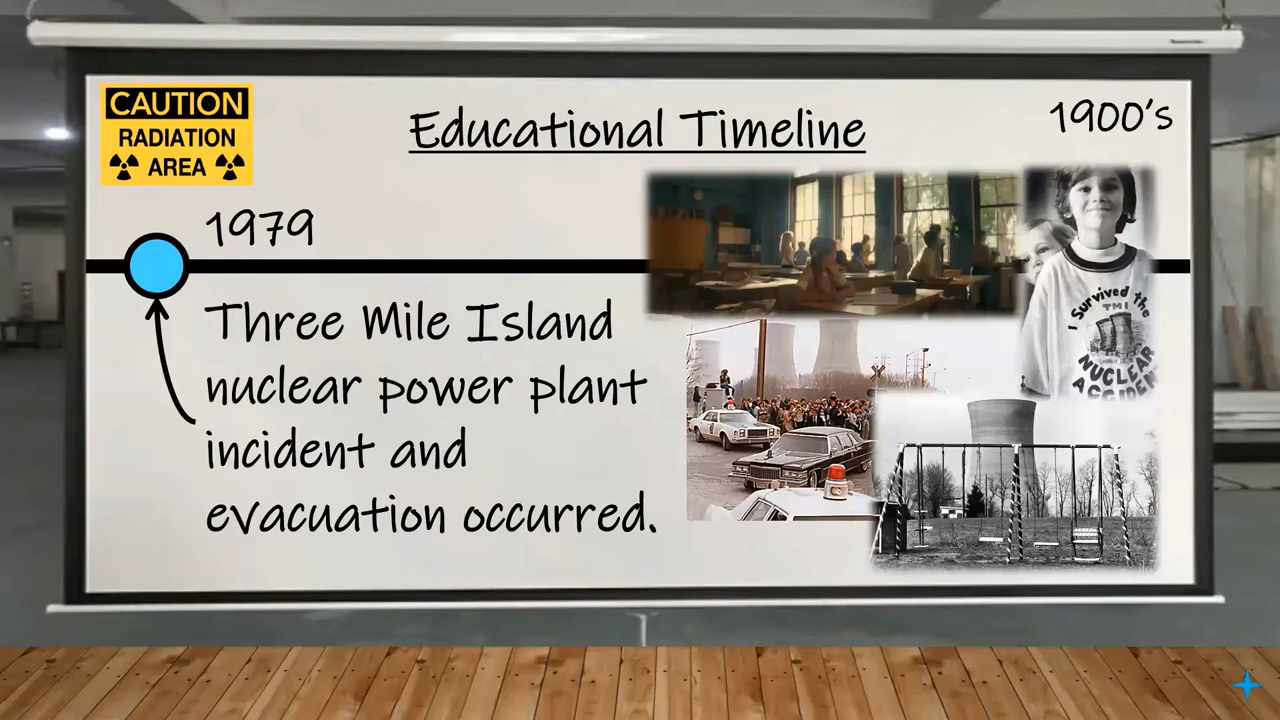 CAUTION
RADIATION
AREA
Educational Timeline
1900's
1979
Three Mile Island
nuclear power plant
incident and
evacuation occurred.
I Survived the
TMI
NUCLEAR
ACCIDEN